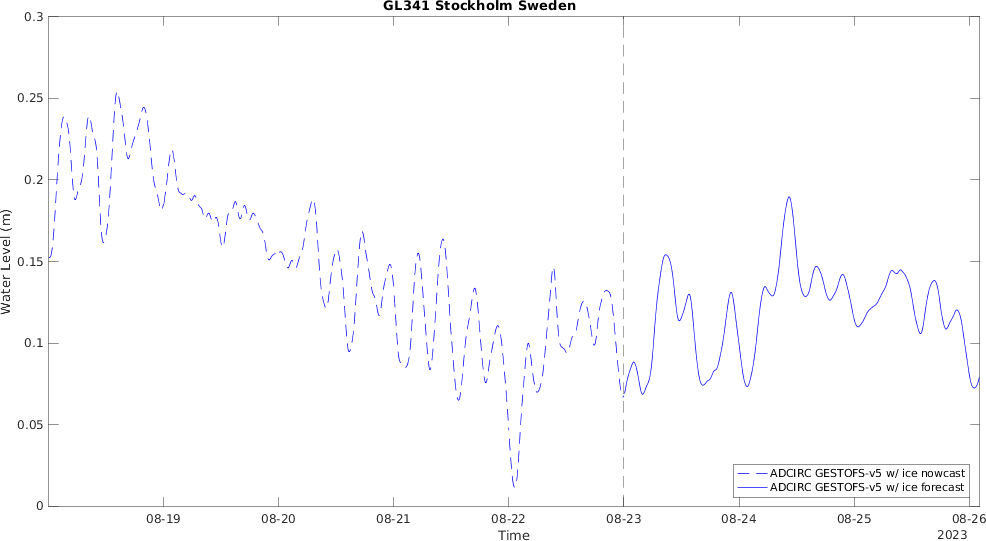 GL341 Stockholm Sweden
0.3
0.25
0.2
0.15
0.1
0.05
0
Water Level (m)
ADCIRC GESTOFS-v5 w/ ice nowcast
ADCIRC GESTOFS-v5 w/ ice forecast
08-19 08-20 08-21 08-22 08-23 08-24 08-25 08-26
Time
2023